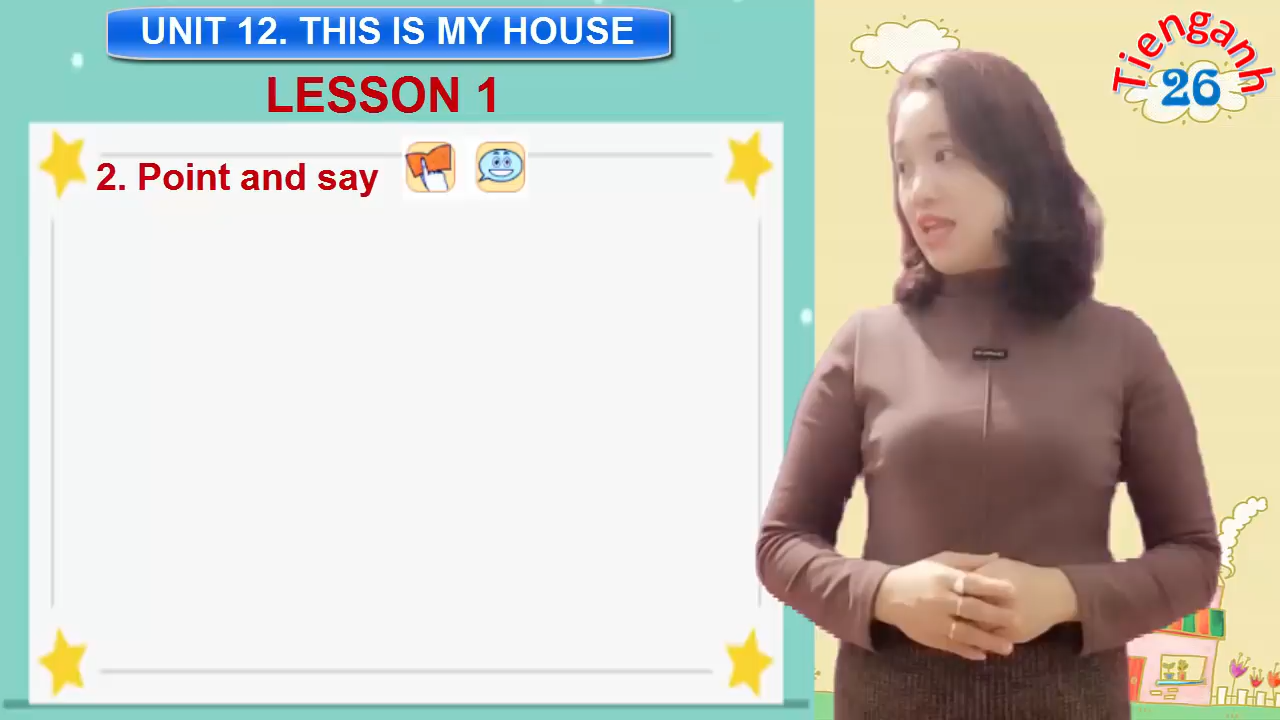 UNIT 12. THIS IS MY HOUSE
LESSON 1
2. Point and say
Tienganh
26